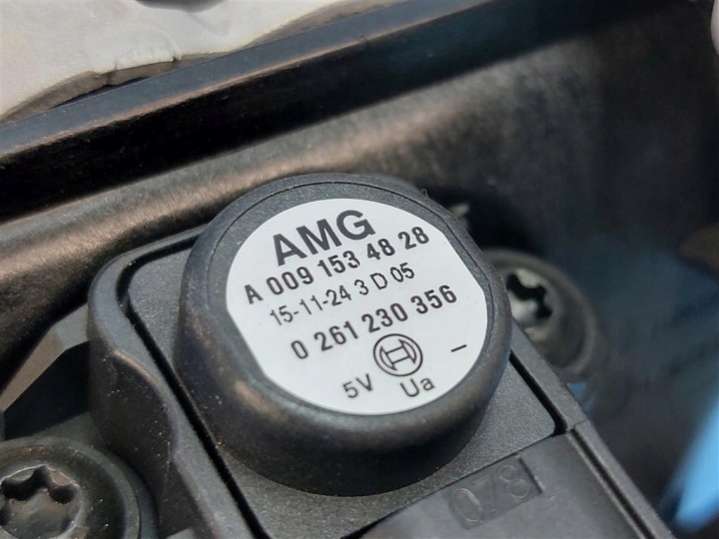 AMG
A 009 153 48 28
15-11-24 3 D 05
0 261 230 356
5V Ua –